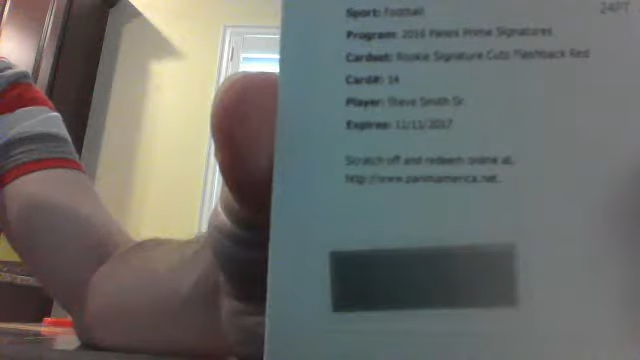 24PT
Sport: Football
Program: 2016 Panini Prime Signatures
Cardset: Rookie Signature Cuts Flashback Red
Card#: 14
Player: Steve Smith Sr.
Expires: 11/11/2017
Scratch off and redeem online at,
http://www.paniniamerica.net.